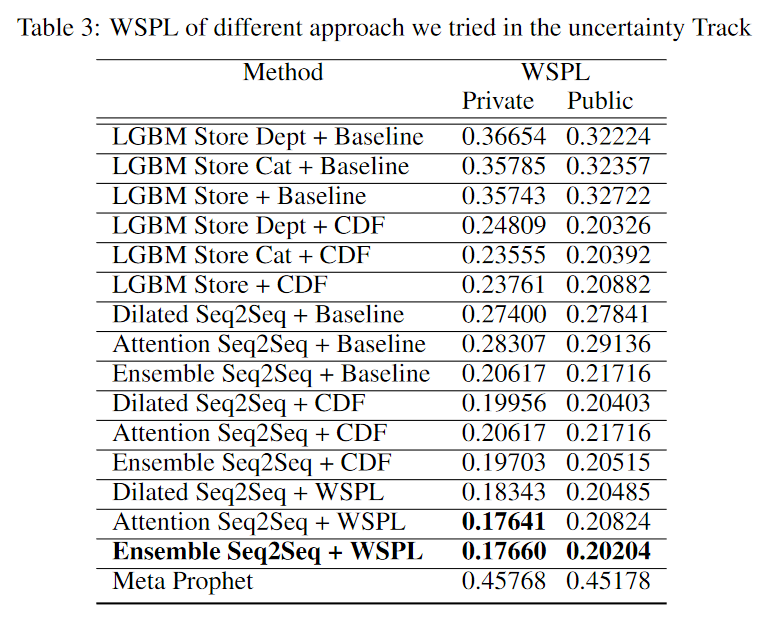 Table 3: WSPL of different approach we tried in the uncertainty Track
Method WSPL
Private Public
LGBM Store Dept + Baseline 0.36654 0.32224
LGBM Store Cat + Baseline 0.35785 0.32357
LGBM Store + Baseline 0.35743 0.32722
LGBM Store Dept + CDF 0.24809 0.20326
LGBM Store Cat + CDF 0.23555 0.20392
LGBM Store + CDF 0.23761 0.20882
Dilated Seq2Seq + Baseline 0.27400 0.27841
Attention Seq2Seq + Baseline 0.28307 0.29136
Ensemble Seq2Seq + Baseline 0.20617 0.21716
Dilated Seq2Seq + CDF 0.19956 0.20403
Attention Seq2Seq + CDF 0.20617 0.21716
Ensemble Seq2Seq + CDF 0.19703 0.20515
Dilated Seq2Seq + WSPL 0.18343 0.20485
Attention Seq2Seq + WSPL 0.17641 0.20824
Ensemble Seq2Seq + WSPL 0.17660 0.20204
Meta Prophet 0.45768 0.45178